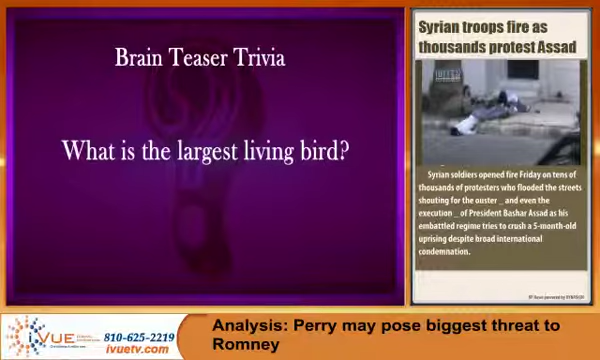 Brain Teaser Trivia
What is the largest living bird?
Syrian troops fire as
thousands protest Assad
Syrian soldiers opened fire Friday on tens of
thousands of protesters who flooded the streets
shouting for the ouster _ and even the
execution _ of President Bashar Assad as his
embattled regime tries to crush a 5-month-old
uprising despite broad international
condemnation.
iVUE
810-625-2219
ivuetv.com
Analysis: Perry may pose biggest threat to
Romney